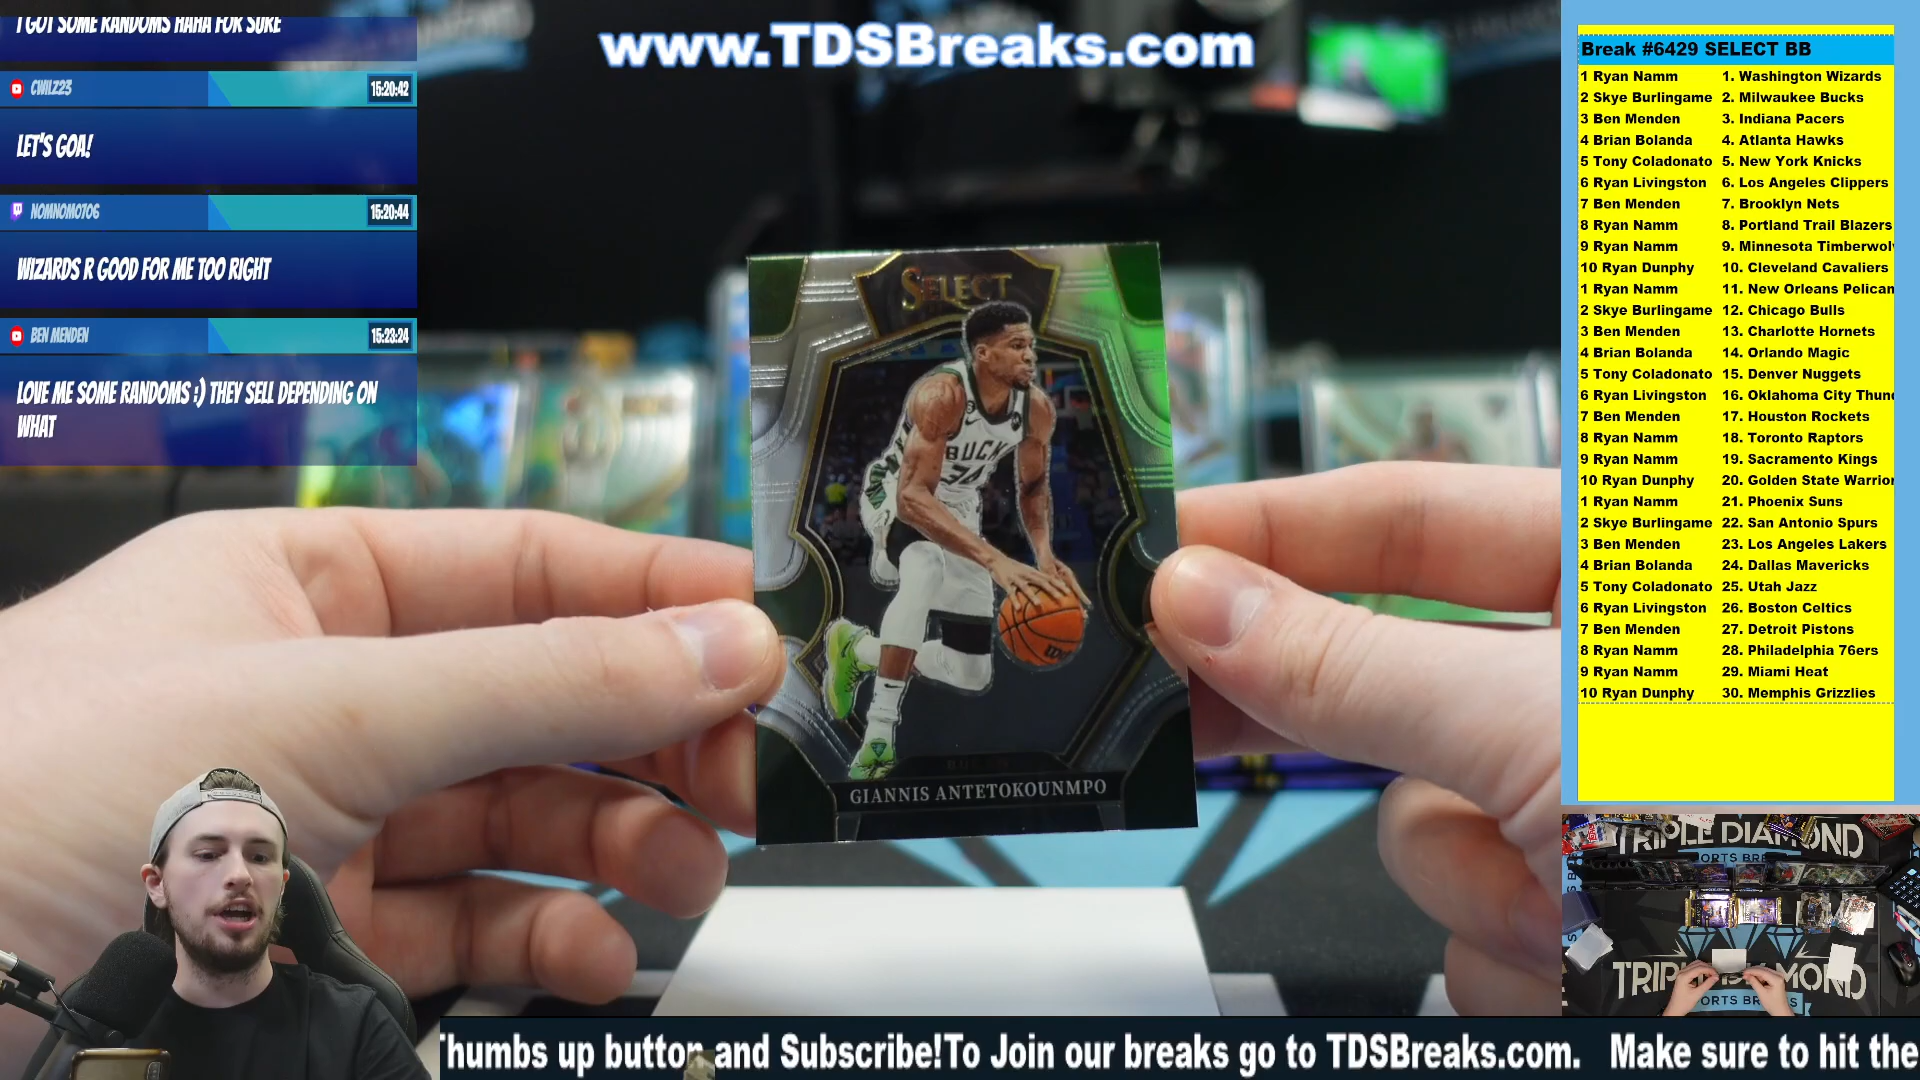 I GOT SOME RANDOMS HAHA FOR SURE
CWILZ23
15:20:42
LET'S GOA!
NOMNOMO706
15:20:44
WIZARDS R GOOD FOR ME TOO RIGHT
BEN MENDEN
15:23:24
LOVE ME SOME RANDOMS :) THEY SELL DEPENDING ON
WHAT
www.TDSBreaks.com
SELECT
BUCKS
34
GIANNIS ANTETOKOUNMPO
Break #6429 SELECT BB
1 Ryan Namm 1. Washington Wizards
2 Skye Burlingame 2. Milwaukee Bucks
3 Ben Menden 3. Indiana Pacers
4 Brian Bolanda 4. Atlanta Hawks
5 Tony Coladonato 5. New York Knicks
6 Ryan Livingston 6. Los Angeles Clippers
7 Ben Menden 7. Brooklyn Nets
8 Ryan Namm 8. Portland Trail Blazers
9 Ryan Namm 9. Minnesota Timberwol
10 Ryan Dunphy 10. Cleveland Cavaliers
1 Ryan Namm 11. New Orleans Pelican
2 Skye Burlingame 12. Chicago Bulls
3 Ben Menden 13. Charlotte Hornets
4 Brian Bolanda 14. Orlando Magic
5 Tony Coladonato 15. Denver Nuggets
6 Ryan Livingston 16. Oklahoma City Thun
7 Ben Menden 17. Houston Rockets
8 Ryan Namm 18. Toronto Raptors
9 Ryan Namm 19. Sacramento Kings
10 Ryan Dunphy 20. Golden State Warrior
1 Ryan Namm 21. Phoenix Suns
2 Skye Burlingame 22. San Antonio Spurs
3 Ben Menden 23. Los Angeles Lakers
4 Brian Bolanda 24. Dallas Mavericks
5 Tony Coladonato 25. Utah Jazz
6 Ryan Livingston 26. Boston Celtics
7 Ben Menden 27. Detroit Pistons
8 Ryan Namm 28. Philadelphia 76ers
9 Ryan Namm 29. Miami Heat
10 Ryan Dunphy 30. Memphis Grizzlies
TRIPLE DIAMOND
ORTS BRE
TRIPLE DIAMOND
ORTS BREAKS
Thumbs up button and Subscribe!To Join our breaks go to TDSBreaks.com. Make sure to hit the